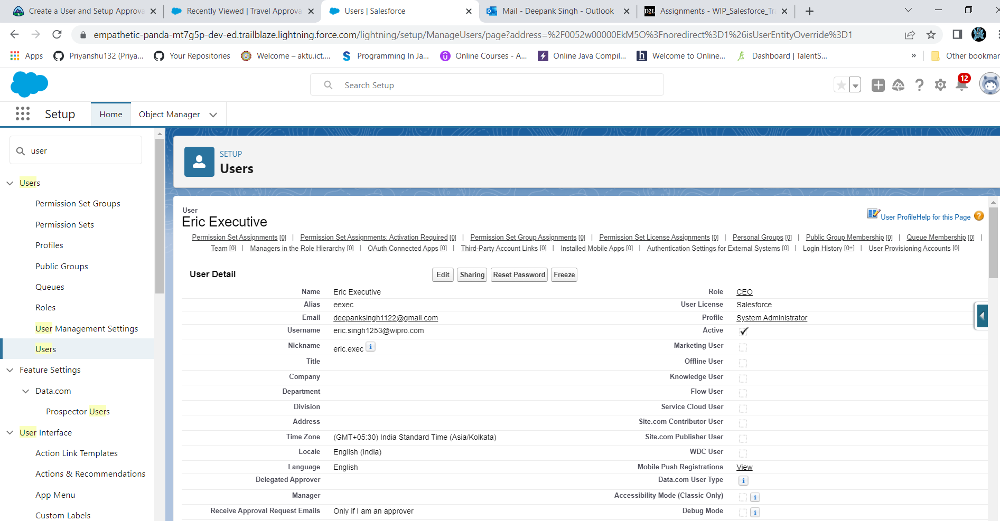 Create a User and Setup Approva
Recently Viewed | Travel Approva
Users | Salesforce
Mail - Deepank Singh - Outlook
D2L
Assignments - WIP_Salesforce_Tra
empathetic-panda-mt7g5p-dev-ed.trailblaze.lightning.force.com/lightning/setup/ManageUsers/page?address=%2F0052w00000EkM5O%3Fnoredirect%3D1%26isUserEntityOverride%3D1
Apps
Priyanshu132 (Priya...
Your Repositories
Welcome – aktu.ict....
Programming In Ja...
Online Courses - A...
Online Java Compil...
Welcome to Online...
Dashboard | TalentS...
»
Other bookmar
Search Setup
12
Setup
Home
Object Manager
user
Users
Permission Set Groups
Permission Sets
Profiles
Public Groups
Queues
Roles
User Management Settings
Users
Feature Settings
Data.com
Prospector Users
User Interface
Action Link Templates
Actions & Recommendations
App Menu
Custom Labels
SETUP
Users
User
Eric Executive
User Profile Help for this Page
Permission Set Assignments [0] | Permission Set Assignments: Activation Required [0] | Permission Set Group Assignments [0] | Permission Set License Assignments [0] | Personal Groups [0] | Public Group Membership [0] | Queue Membership [0] |
Team [0] | Managers in the Role Hierarchy [0] | OAuth Connected Apps [0] | Third-Party Account Links [0] | Installed Mobile Apps [0] | Authentication Settings for External Systems [0] | Login History [0+] | User Provisioning Accounts [0]
User Detail
Edit Sharing Reset Password Freeze
Name Eric Executive Role CEO
Alias eexec User License Salesforce
Email deepanksingh1122@gmail.com Profile System Administrator
Username eric.singh1253@wipro.com Active
Nickname eric.exec i Marketing User
Title Offline User
Company Knowledge User
Department Flow User
Division Service Cloud User
Address Site.com Contributor User
Time Zone (GMT+05:30) India Standard Time (Asia/Kolkata) Site.com Publisher User
Locale English (India) WDC User
Language English Mobile Push Registrations View
Delegated Approver Data.com User Type i
Manager Accessibility Mode (Classic Only) i
Receive Approval Request Emails Only if I am an approver Debug Mode i